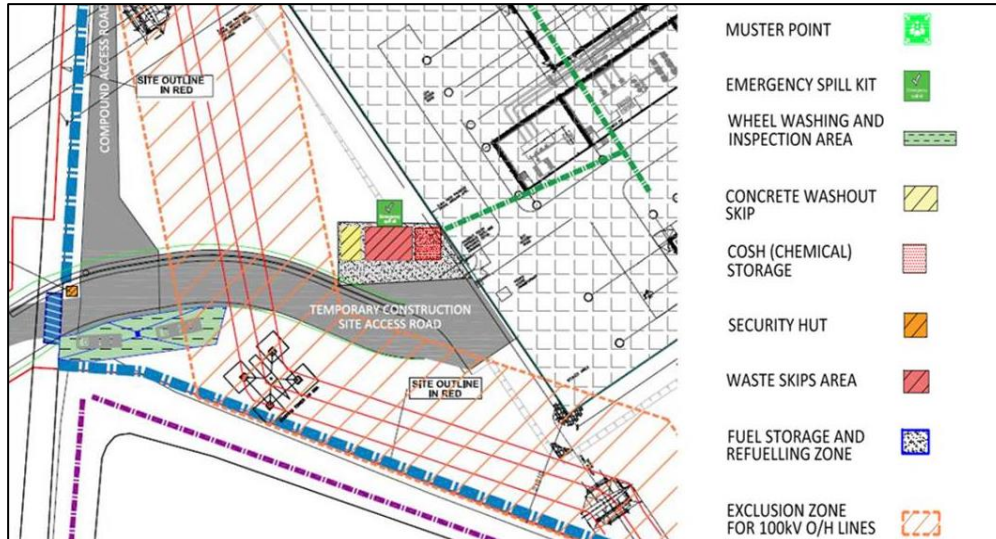 COMPOUND ACCESS ROAD
SITE OUTLINE
IN RED
TEMPORARY CONSTRUCTION
SITE ACCESS ROAD
SITE OUTLINE
IN RED
MUSTER POINT
EMERGENCY SPILL KIT
WHEEL WASHING AND
INSPECTION AREA
CONCRETE WASHOUT
SKIP
COSH (CHEMICAL)
STORAGE
SECURITY HUT
WASTE SKIPS AREA
FUEL STORAGE AND
REFUELLING ZONE
EXCLUSION ZONE
FOR 100kV O/H LINES